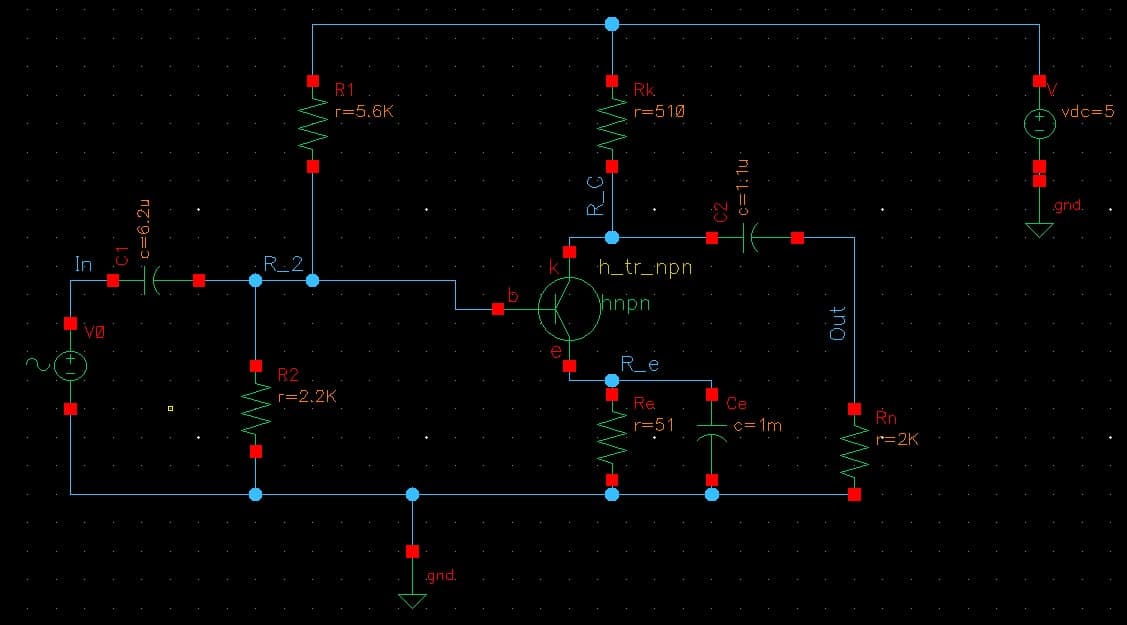 R1
r=5.6K
Rk
r=510
V
vdc=5
gnd.
R_C
C2
c=1.1u
In
C1
c=6.2u
R_2
k
h_tr_npn
b
hnpn
e
R_e
V0
R2
r=2.2K
Re
r=51
Ce
c=1m
Out
Rn
r=2K
gnd.